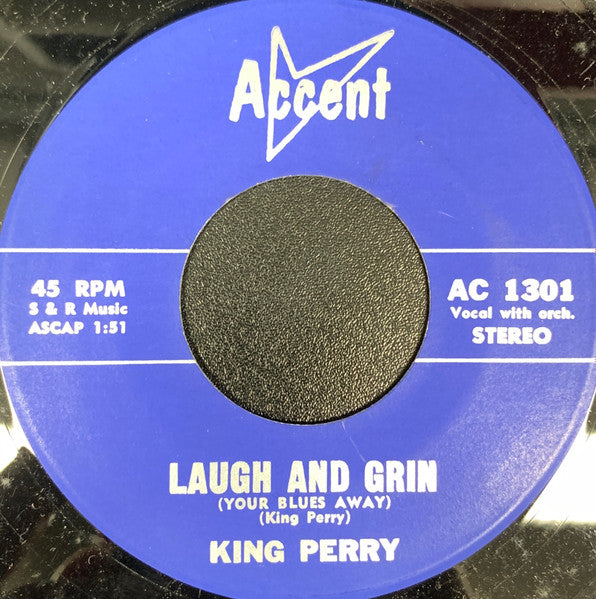 Accent
45 RPM
S & R Music
ASCAP 1:51
AC 1301
Vocal with orch.
STEREO
LAUGH AND GRIN
(YOUR BLUES AWAY)
(King Perry)
KING PERRY